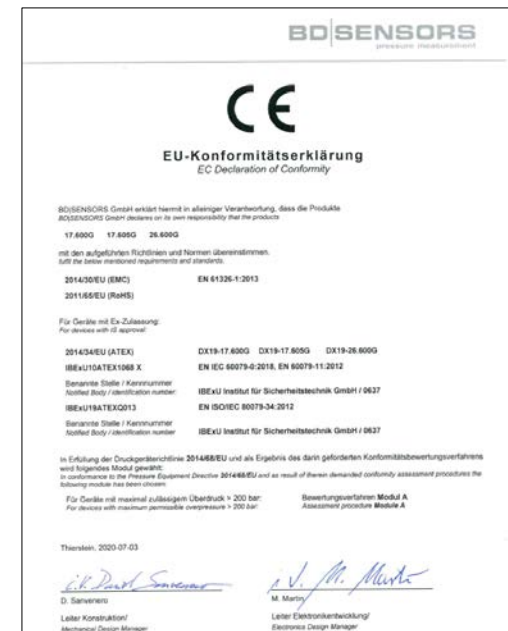 BD|SENSORS
pressure measurement
CE
EU-Konformitätserklärung
EC Declaration of Conformity
BD|SENSORS GmbH erklärt hiermit in alleiniger Verantwortung, dass die Produkte
BD|SENSORS GmbH declares on its own responsibility that the products
17.600G 17.605G 26.600G
mit den aufgeführten Richtlinien und Normen übereinstimmen.
fulfil the below mentioned requirements and standards.
2014/30/EU (EMC) EN 61326-1:2013
2011/65/EU (RoHS)
Für Geräte mit Ex-Zulassung:
For devices with IS approval:
2014/34/EU (ATEX) DX19-17.600G DX19-17.605G DX19-26.600G
IBExU10ATEX1068 X EN IEC 60079-0:2018, EN 60079-11:2012
Benannte Stelle / Kennnummer
Notified Body / identification number IBExU Institut für Sicherheitstechnik GmbH / 0637
IBExU19ATEXQ013 EN ISO/IEC 80079-34:2012
Benannte Stelle / Kennnummer
Notified Body / identification number IBExU Institut für Sicherheitstechnik GmbH / 0637
in Erfüllung der Druckgeräterichtlinie 2014/68/EU und als Ergebnis des darin geforderten Konformitätsbewertungsverfahrens
wird folgendes Modul gewählt:
in conformance to the Pressure Equipment Directive 2014/68/EU and as result of therein demanded conformity assessment procedures the
following module has been chosen:
Für Geräte mit maximal zulässigem Überdruck > 200 bar: Bewertungsverfahren Modul A
For devices with maximum permissible overpressure > 200 bar: Assessment procedure Module A
Thierstein, 2020-07-03
D. Sanvenero M. Martin
Leiter Konstruktion/ Leiter Elektronikentwicklung/
Mechanical Design Manager Electronics Design Manager